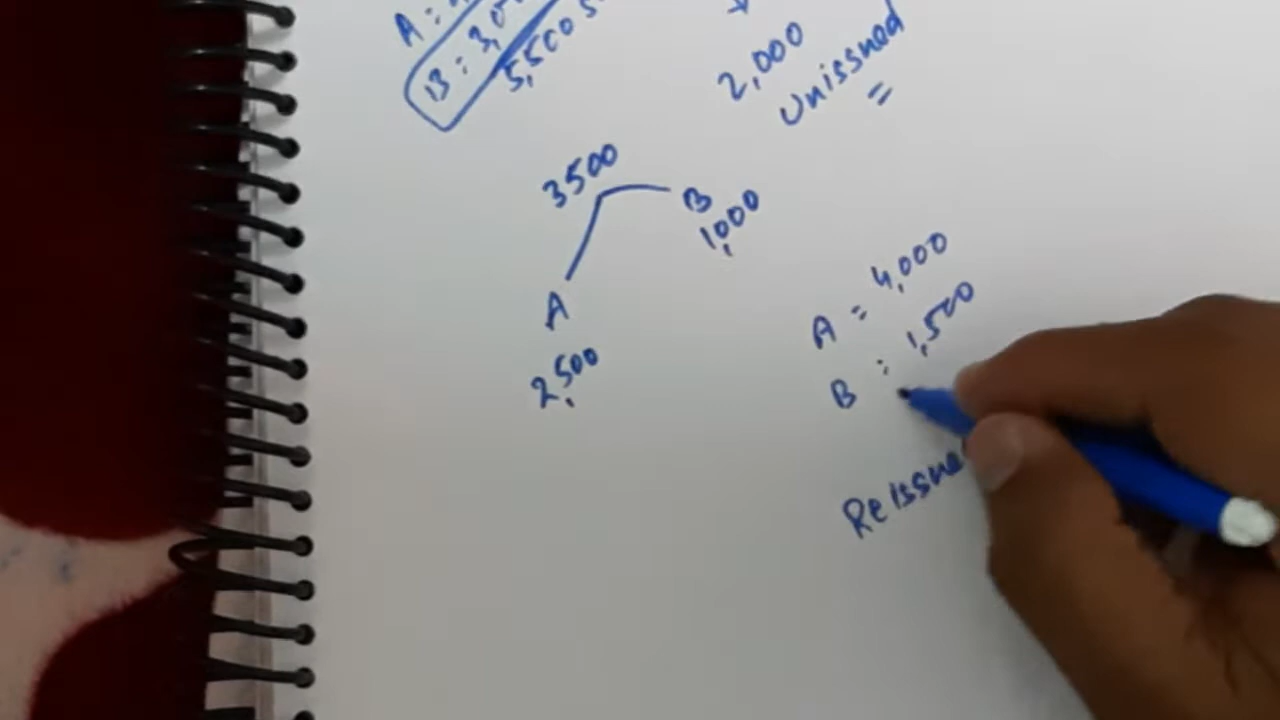 A :
B : 3,0
5,500 S
2,000
Unissued
3500
B
1,000
A
2,500
A = 4,000
B : 1,500
Reissue